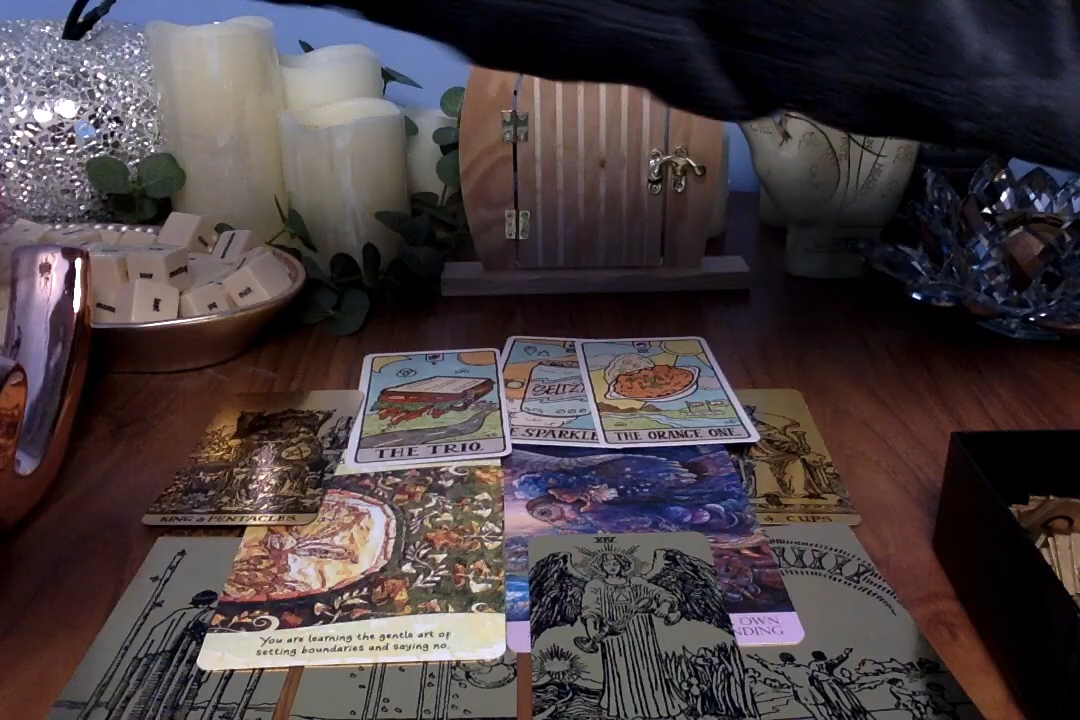 SELTZ
THE TRIO.
SPARKLE
THE ORANGE ONE
KING of PENTACLES
CUPS
You are learning the gentle art of
setting boundaries and saying no.
XIV
OWN
NDING